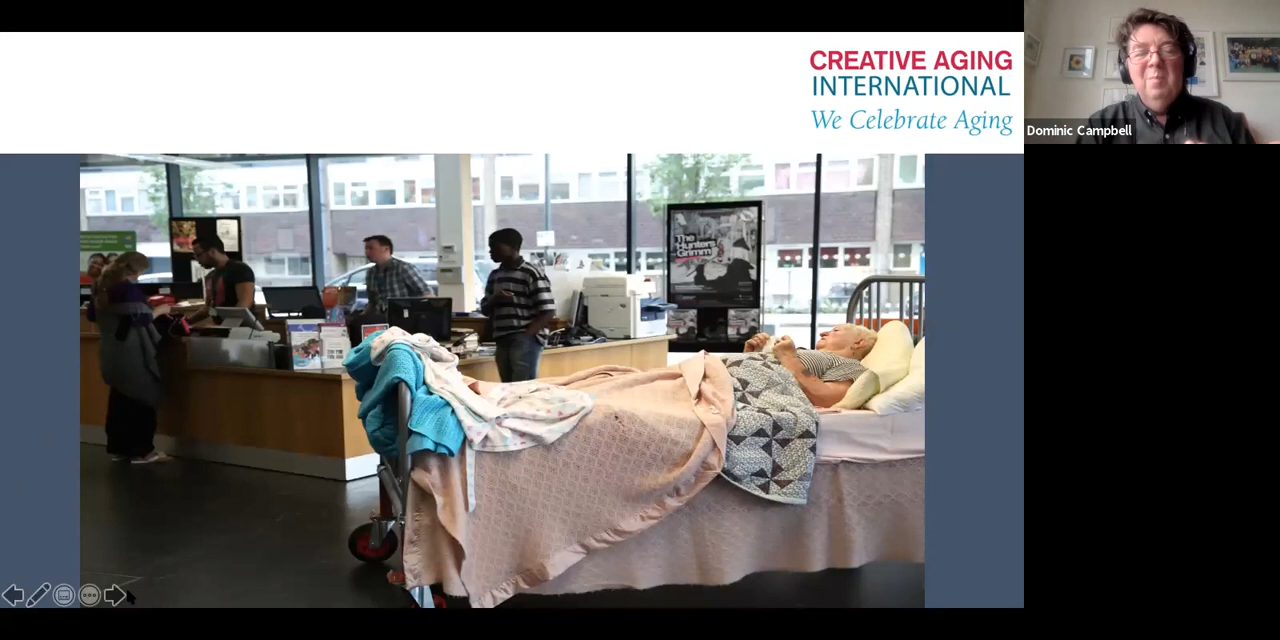 CREATIVE AGING
INTERNATIONAL
We Celebrate Aging
Dominic Campbell
The
Hunters
Grimm